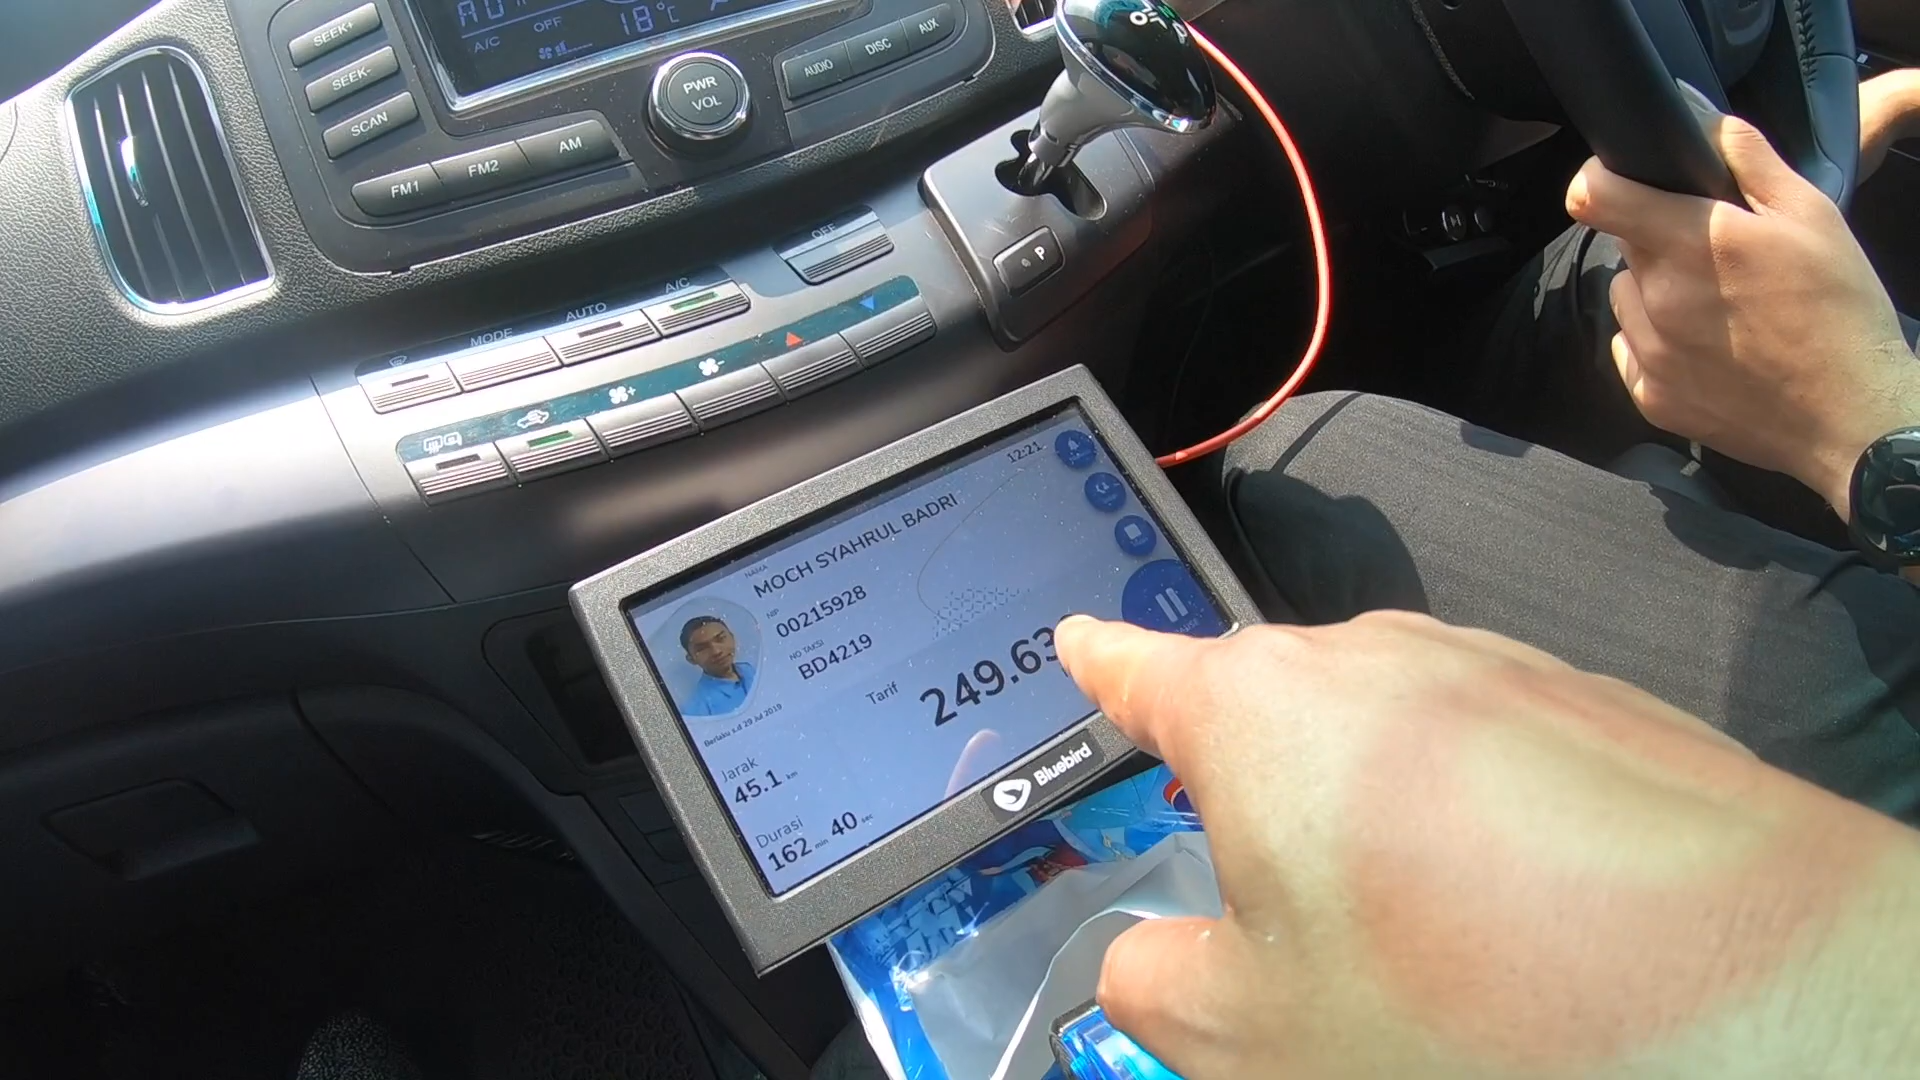 SEEK+
SEEK-
SCAN
FM1
FM2
AM
A/C
OFF
18°C
PWR
VOL
AUDIO
DISC
AUX
MODE
AUTO
A/C
OFF
P
12:21
NAMA
MOCH SYAHRUL BADRI
NIP
00215928
NO TAKSI
BD4219
Tarif
249.63
Berlaku s.d 29 Jul 2019
Jarak
45.1 km
Durasi
162 min 40 sec
Bluebird